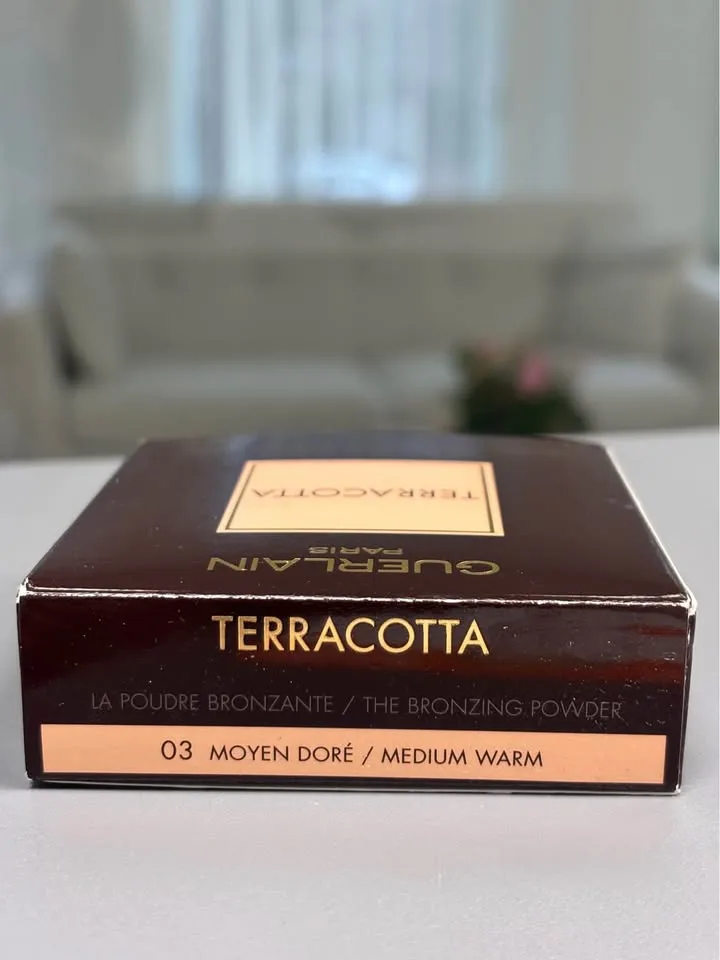 TERRACOTTA
GUERLAIN
PARIS
TERRACOTTA
LA POUDRE BRONZANTE / THE BRONZING POWDER
03 MOYEN DORÉ / MEDIUM WARM